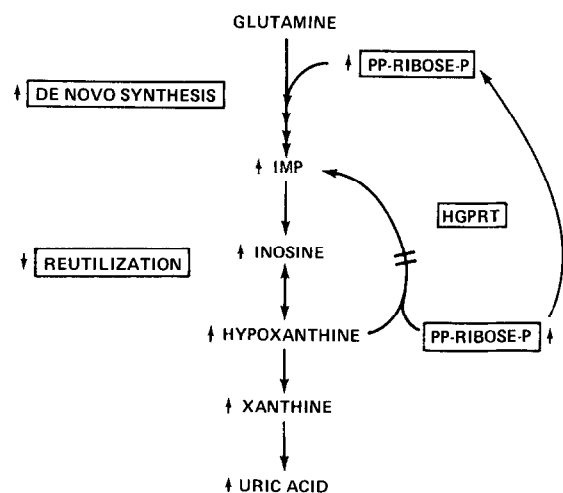 GLUTAMINE
↑ PP-RIBOSE-P
↑ DE NOVO SYNTHESIS
↑ IMP
HGPRT
↑ INOSINE
↓ REUTILIZATION
↑ HYPOXANTHINE
PP-RIBOSE-P ↑
↑ XANTHINE
↑ URIC ACID